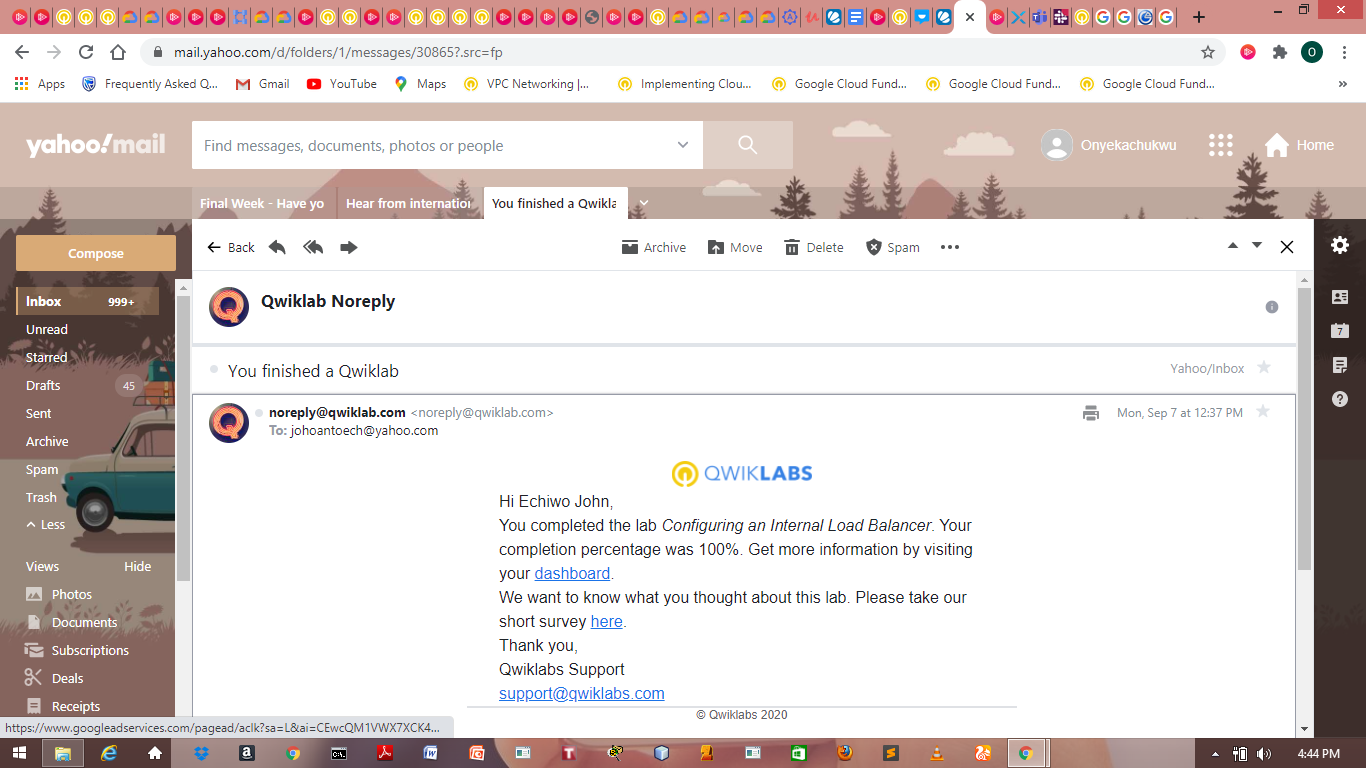 mail.yahoo.com/d/folders/1/messages/30865?.src=fp
O
Apps Frequently Asked Q... Gmail YouTube Maps VPC Networking |... Implementing Clou... Google Cloud Fund... Google Cloud Fund... Google Cloud Fund... »
yahoo!mail
Find messages, documents, photos or people
Onyekachukwu
Home
Final Week - Have yo
Hear from internation
You finished a Qwikla
Compose
Back
Archive
Move
Delete
Spam
Inbox 999+
Unread
Starred
Drafts 45
Sent
Archive
Spam
Trash
Less
Views Hide
Photos
Documents
Subscriptions
Deals
Receipts
Qwiklab Noreply
You finished a Qwiklab
Yahoo/Inbox
noreply@qwiklab.com <noreply@qwiklab.com>
Mon, Sep 7 at 12:37 PM
To: johoantoech@yahoo.com
QWIKLABS
Hi Echiwo John,
You completed the lab Configuring an Internal Load Balancer. Your
completion percentage was 100%. Get more information by visiting
your dashboard.
We want to know what you thought about this lab. Please take our
short survey here.
Thank you,
Qwiklabs Support
support@qwiklabs.com
© Qwiklabs 2020
7
https://www.googleadservices.com/pagead/aclk?sa=L&ai=CEwcQM1VWX7XCK4...
4:44 PM